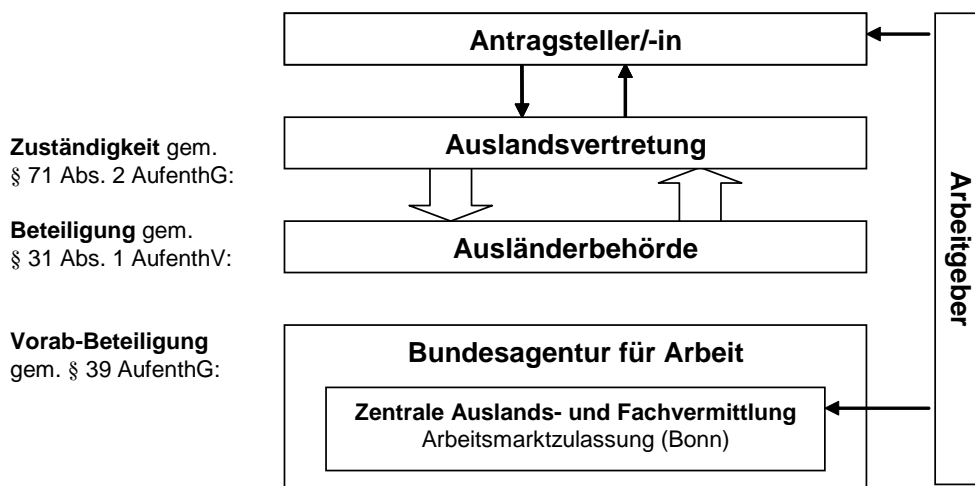 Antragsteller/-in
Zuständigkeit gem.
§ 71 Abs. 2 AufenthG:
Auslandsvertretung
Beteiligung gem.
§ 31 Abs. 1 AufenthV:
Ausländerbehörde
Vorab-Beteiligung
gem. § 39 AufenthG:
Bundesagentur für Arbeit
Zentrale Auslands- und Fachvermittlung
Arbeitsmarktzulassung (Bonn)
Arbeitgeber